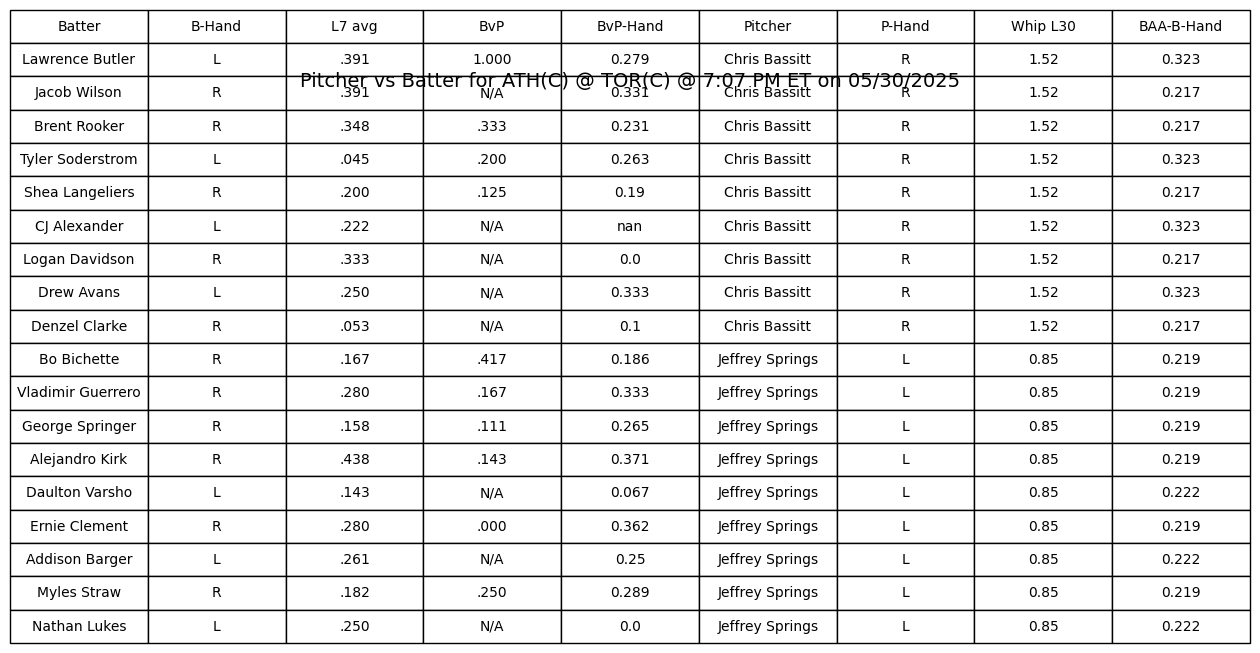 Batter B-Hand L7 avg BvP BvP-Hand Pitcher P-Hand Whip L30 BAA-B-Hand
Lawrence Butler L .391 1.000 0.279 Chris Bassitt R 1.52 0.323
Pitcher vs Batter for ATH(C) @ TOR(C) @ 7:07 PM ET on 05/30/2025
Jacob Wilson R .391 N/A 0.331 Chris Bassitt R 1.52 0.217
Brent Rooker R .348 .333 0.231 Chris Bassitt R 1.52 0.217
Tyler Soderstrom L .045 .200 0.263 Chris Bassitt R 1.52 0.323
Shea Langeliers R .200 .125 0.19 Chris Bassitt R 1.52 0.217
CJ Alexander L .222 N/A nan Chris Bassitt R 1.52 0.323
Logan Davidson R .333 N/A 0.0 Chris Bassitt R 1.52 0.217
Drew Avans L .250 N/A 0.333 Chris Bassitt R 1.52 0.323
Denzel Clarke R .053 N/A 0.1 Chris Bassitt R 1.52 0.217
Bo Bichette R .167 .417 0.186 Jeffrey Springs L 0.85 0.219
Vladimir Guerrero R .280 .167 0.333 Jeffrey Springs L 0.85 0.219
George Springer R .158 .111 0.265 Jeffrey Springs L 0.85 0.219
Alejandro Kirk R .438 .143 0.371 Jeffrey Springs L 0.85 0.219
Daulton Varsho L .143 N/A 0.067 Jeffrey Springs L 0.85 0.222
Ernie Clement R .280 .000 0.362 Jeffrey Springs L 0.85 0.219
Addison Barger L .261 N/A 0.25 Jeffrey Springs L 0.85 0.222
Myles Straw R .182 .250 0.289 Jeffrey Springs L 0.85 0.219
Nathan Lukes L .250 N/A 0.0 Jeffrey Springs L 0.85 0.222